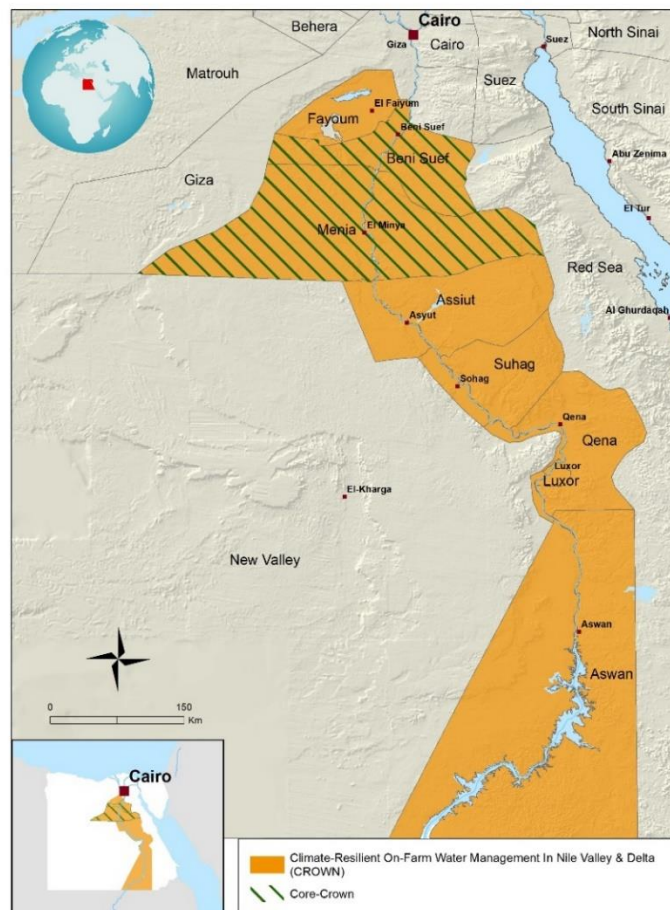 Cairo
Behera
North Sinai
Suez
Giza
Cairo
Matrouh
Suez
South Sinai
El Faiyum
Fayoum
Beni Suef
Abu Zenima
Beni Suef
Giza
El Tur
Menia
El Minya
Red Sea
Assiut
Al Ghurdaqah
Asyut
Suhag
Sohag
Qena
Qena
Luxor
Luxor
El-Kharga
New Valley
Aswan
Aswan
0 150
Km
Cairo
Climate-Resilient On-Farm Water Management In Nile Valley & Delta
(CROWN)
Core-Crown